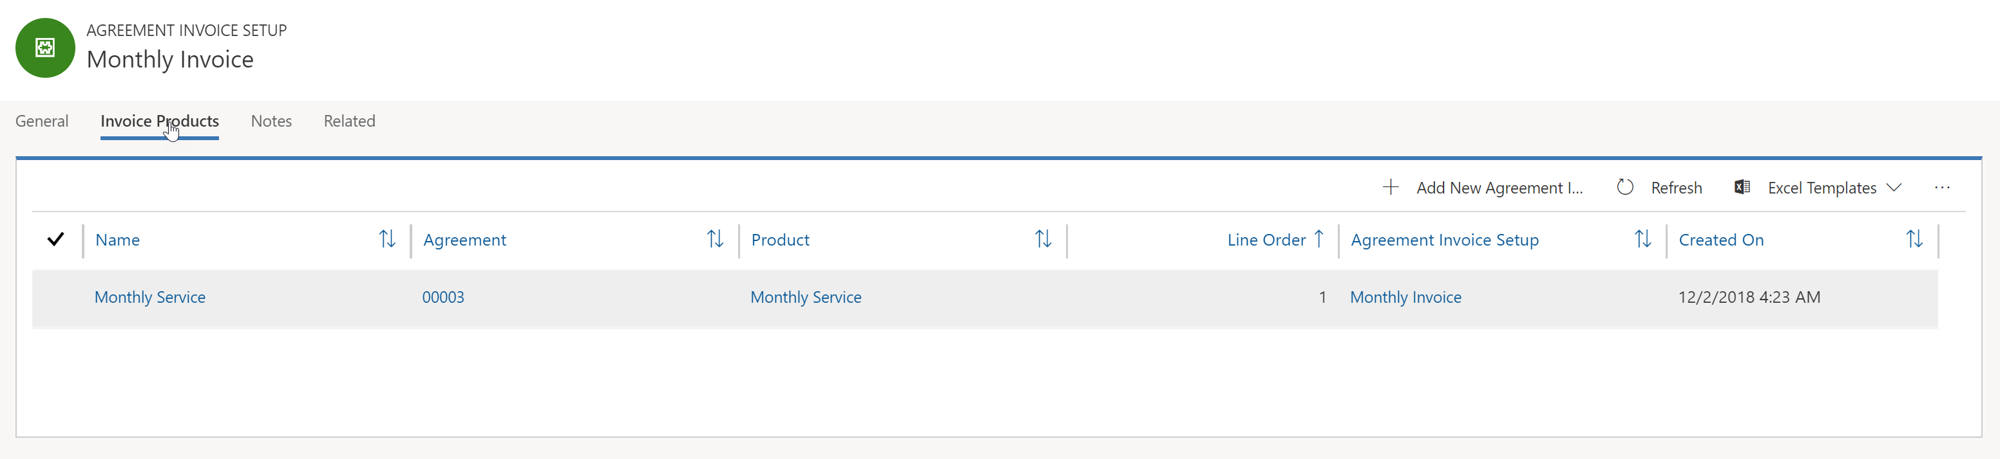 AGREEMENT INVOICE SETUP
Monthly Invoice
General Invoice Products Notes Related
Add New Agreement I... Refresh Excel Templates
Name Agreement Product Line Order Agreement Invoice Setup Created On
Monthly Service 00003 Monthly Service 1 Monthly Invoice 12/2/2018 4:23 AM